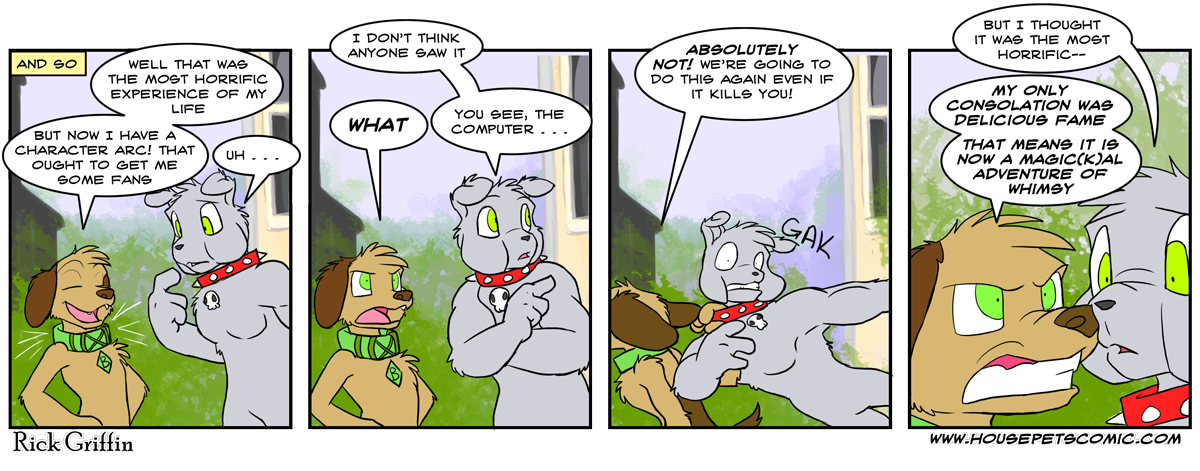 AND SO
WELL THAT WAS
THE MOST HORRIFIC
EXPERIENCE OF MY
LIFE
BUT NOW I HAVE A
CHARACTER ARC! THAT
OUGHT TO GET ME
SOME FANS
UH . . .
I DON'T THINK
ANYONE SAW IT
WHAT
YOU SEE, THE
COMPUTER . . .
ABSOLUTELY
NOT! WE'RE GOING TO
DO THIS AGAIN EVEN IF
IT KILLS YOU!
GAK
BUT I THOUGHT
IT WAS THE MOST
HORRIFIC--
MY ONLY
CONSOLATION WAS
DELICIOUS FAME
THAT MEANS IT IS
NOW A MAGIC(K)AL
ADVENTURE OF
WHIMSY
B
B
Rick Griffin
WWW.HOUSEPETSCOMIC.COM